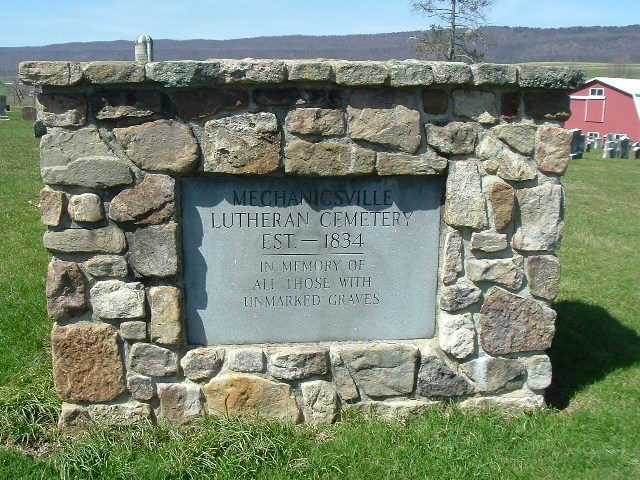 MECHANICSVILLE
LUTHERAN CEMETERY
EST. — 1834
IN MEMORY OF
ALL THOSE WITH
UNMARKED GRAVES